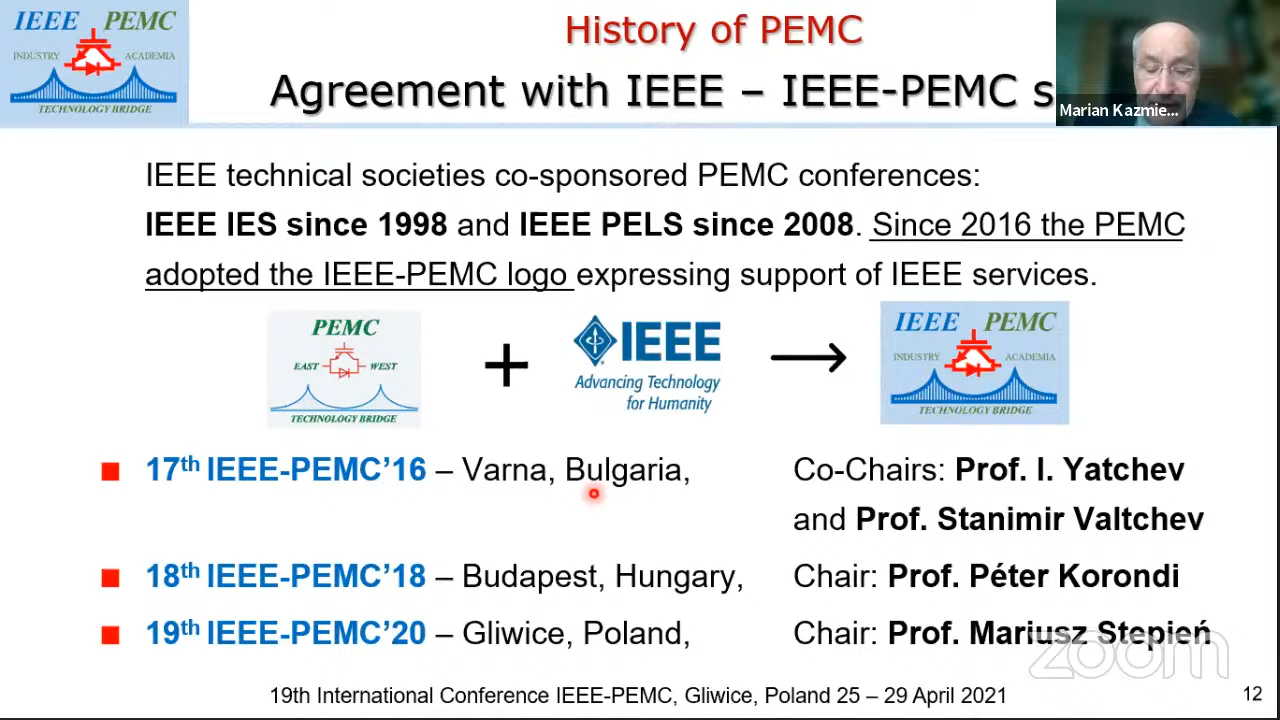 IEEE PEMC
INDUSTRY ACADEMIA
TECHNOLOGY BRIDGE
History of PEMC
Agreement with IEEE – IEEE-PEMC s
Marian Kazmie...
IEEE technical societies co-sponsored PEMC conferences:
IEEE IES since 1998 and IEEE PELS since 2008. Since 2016 the PEMC
adopted the IEEE-PEMC logo expressing support of IEEE services.
PEMC
EAST WEST
TECHNOLOGY BRIDGE
+
IEEE
Advancing Technology
for Humanity
IEEE PEMC
INDUSTRY ACADEMIA
TECHNOLOGY BRIDGE
17th IEEE-PEMC’16 – Varna, Bulgaria, Co-Chairs: Prof. I. Yatchev
and Prof. Stanimir Valtchev
18th IEEE-PEMC’18 – Budapest, Hungary, Chair: Prof. Péter Korondi
19th IEEE-PEMC’20 – Gliwice, Poland, Chair: Prof. Mariusz Stepień
zoom
19th International Conference IEEE-PEMC, Gliwice, Poland 25 – 29 April 2021 12